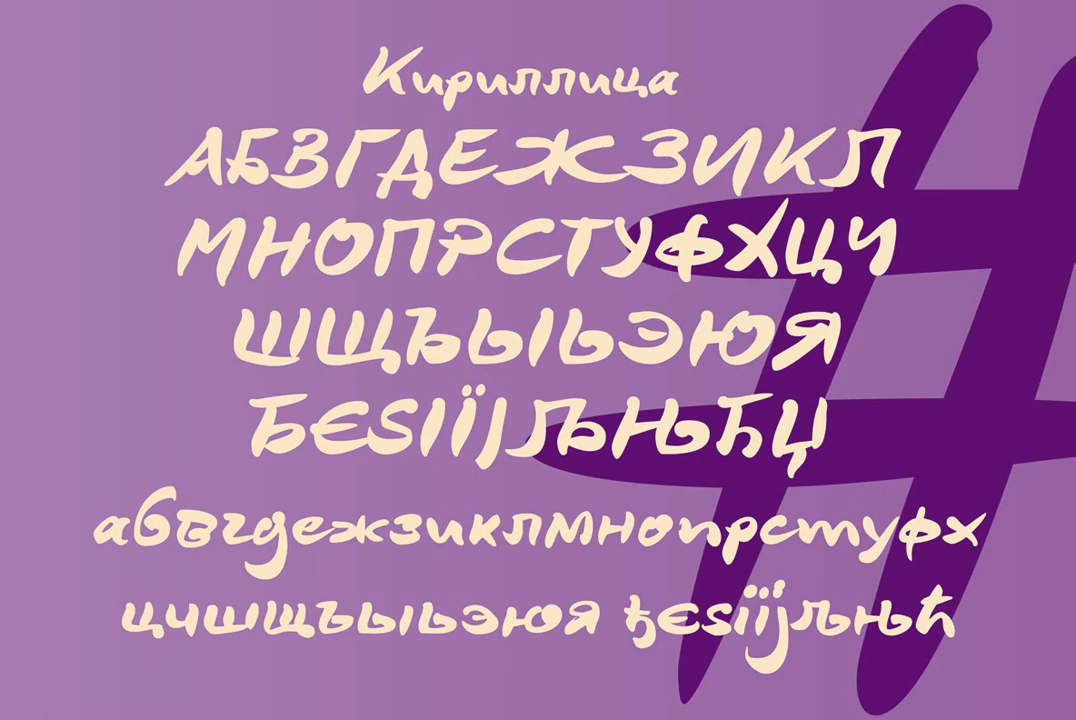 Кириллица
АБВГДЕЖЗИКЛ
МНОПРСТУФХЦЧ
ШЩЪЫЬЭЮЯ
ЂЄЅІЇЈЉЊЋЏ
абвгдежзиклмнопрстуфх
цчшщъыьэюя ђєѕіїјљњћ
#